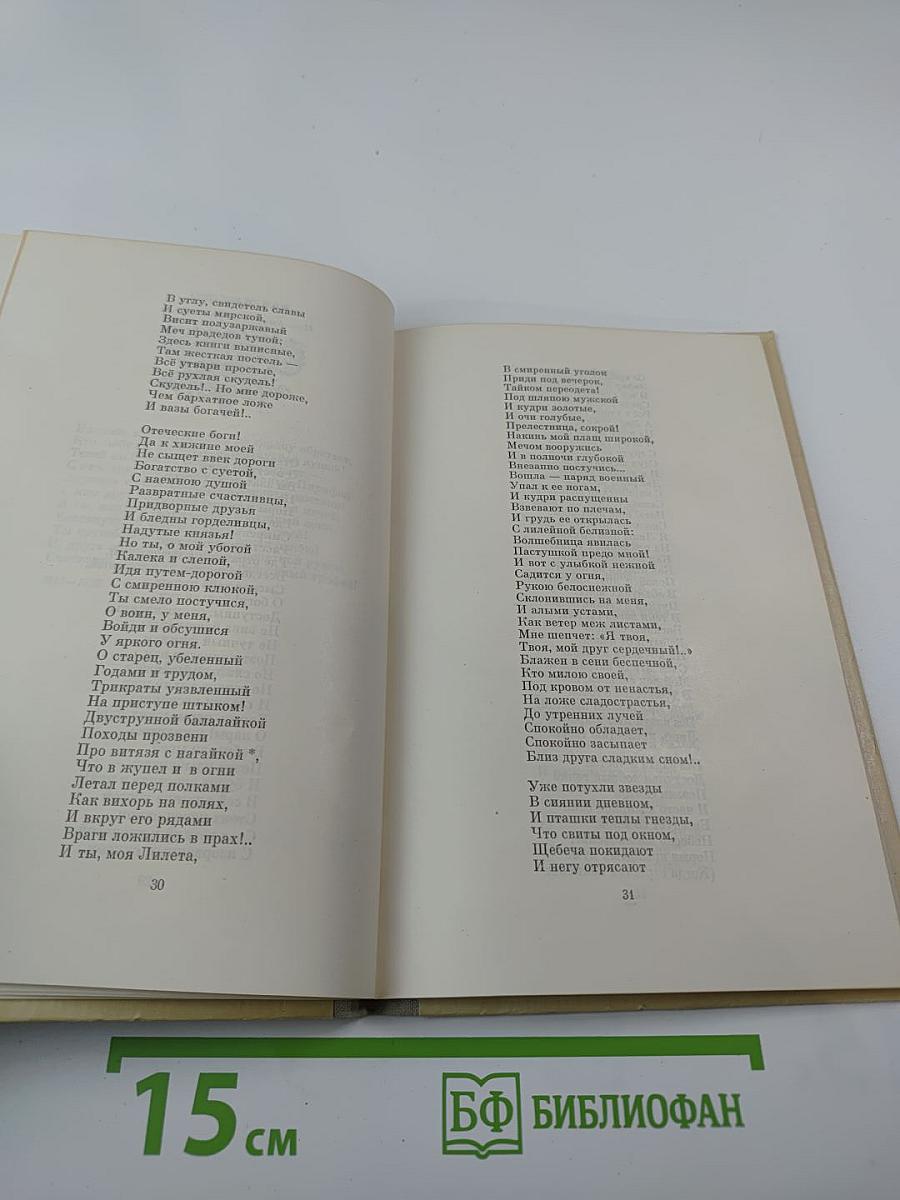 В углу, свидетель славы
И суеты мирской,
Висит полузаржавый
Меч прадедов тупой;
Здесь книги выписные,
Там жесткая постель —
Всё утвари простые,
Всё рухлая скудель!
Скудель!.. Но мне дороже,
Чем бархатное ложе
И вазы богачей!..
Отеческие боги!
Да к хижине моей
Не сыщет ввек дороги
Богатство с суетой,
С наемною душой
Развратные счастливцы,
Придворные друзья
И бледны горделивцы,
Надутые князья!
Но ты, о мой убогой
Калека и слепой,
Идя путем-дорогой
С смиренною клюкой,
Ты смело постучися,
О воин, у меня,
Войди и обсушися
У яркого огня.
О старец, убеленный
Годами и трудом,
Трикраты уязвленный
На приступе штыком!
Двуструнной балалайкой
Походы прозвени
Про витязя с нагайкой *,
Что в жупел и в огни
Летал перед полками
Как вихорь на полях,
И вкруг его рядами
Враги ложились в прах!..
И ты, моя Лилета,
30
В смиренный уголок
Приди под вечерок,
Тайком переодета!
Под шляпою мужской
И кудри золотые,
И очи голубые,
Прелестница, сокрой!
Накинь мой плащ широкой,
Мечом вооружись
И в полночи глубокой
Внезапно постучись...
Вошла — наряд военный
Упал к ее ногам,
И кудри распущенны
Взвевают по плечам,
И грудь ее открылась
С лилейной белизной:
Волшебница явилась
Пастушкой предо мной!
И вот с улыбкой нежной
Садится у огня,
Рукою белоснежной
Склонившись на меня,
И алыми устами,
Как ветер меж листами,
Мне шепчет: «Я твоя,
Твоя, мой друг сердечный!..»
Блажен в сени беспечной,
Кто милою своей,
Под кровом от ненастья,
На ложе сладострастья,
До утренних лучей
Спокойно обладает,
Спокойно засыпает
Близ друга сладким сном!..
Уже потухли звезды
В сиянии дневном,
И пташки теплы гнезды,
Что свиты под окном,
Щебеча покидают
И негу отрясают
31
15 см
БФ БИБЛИОФАН